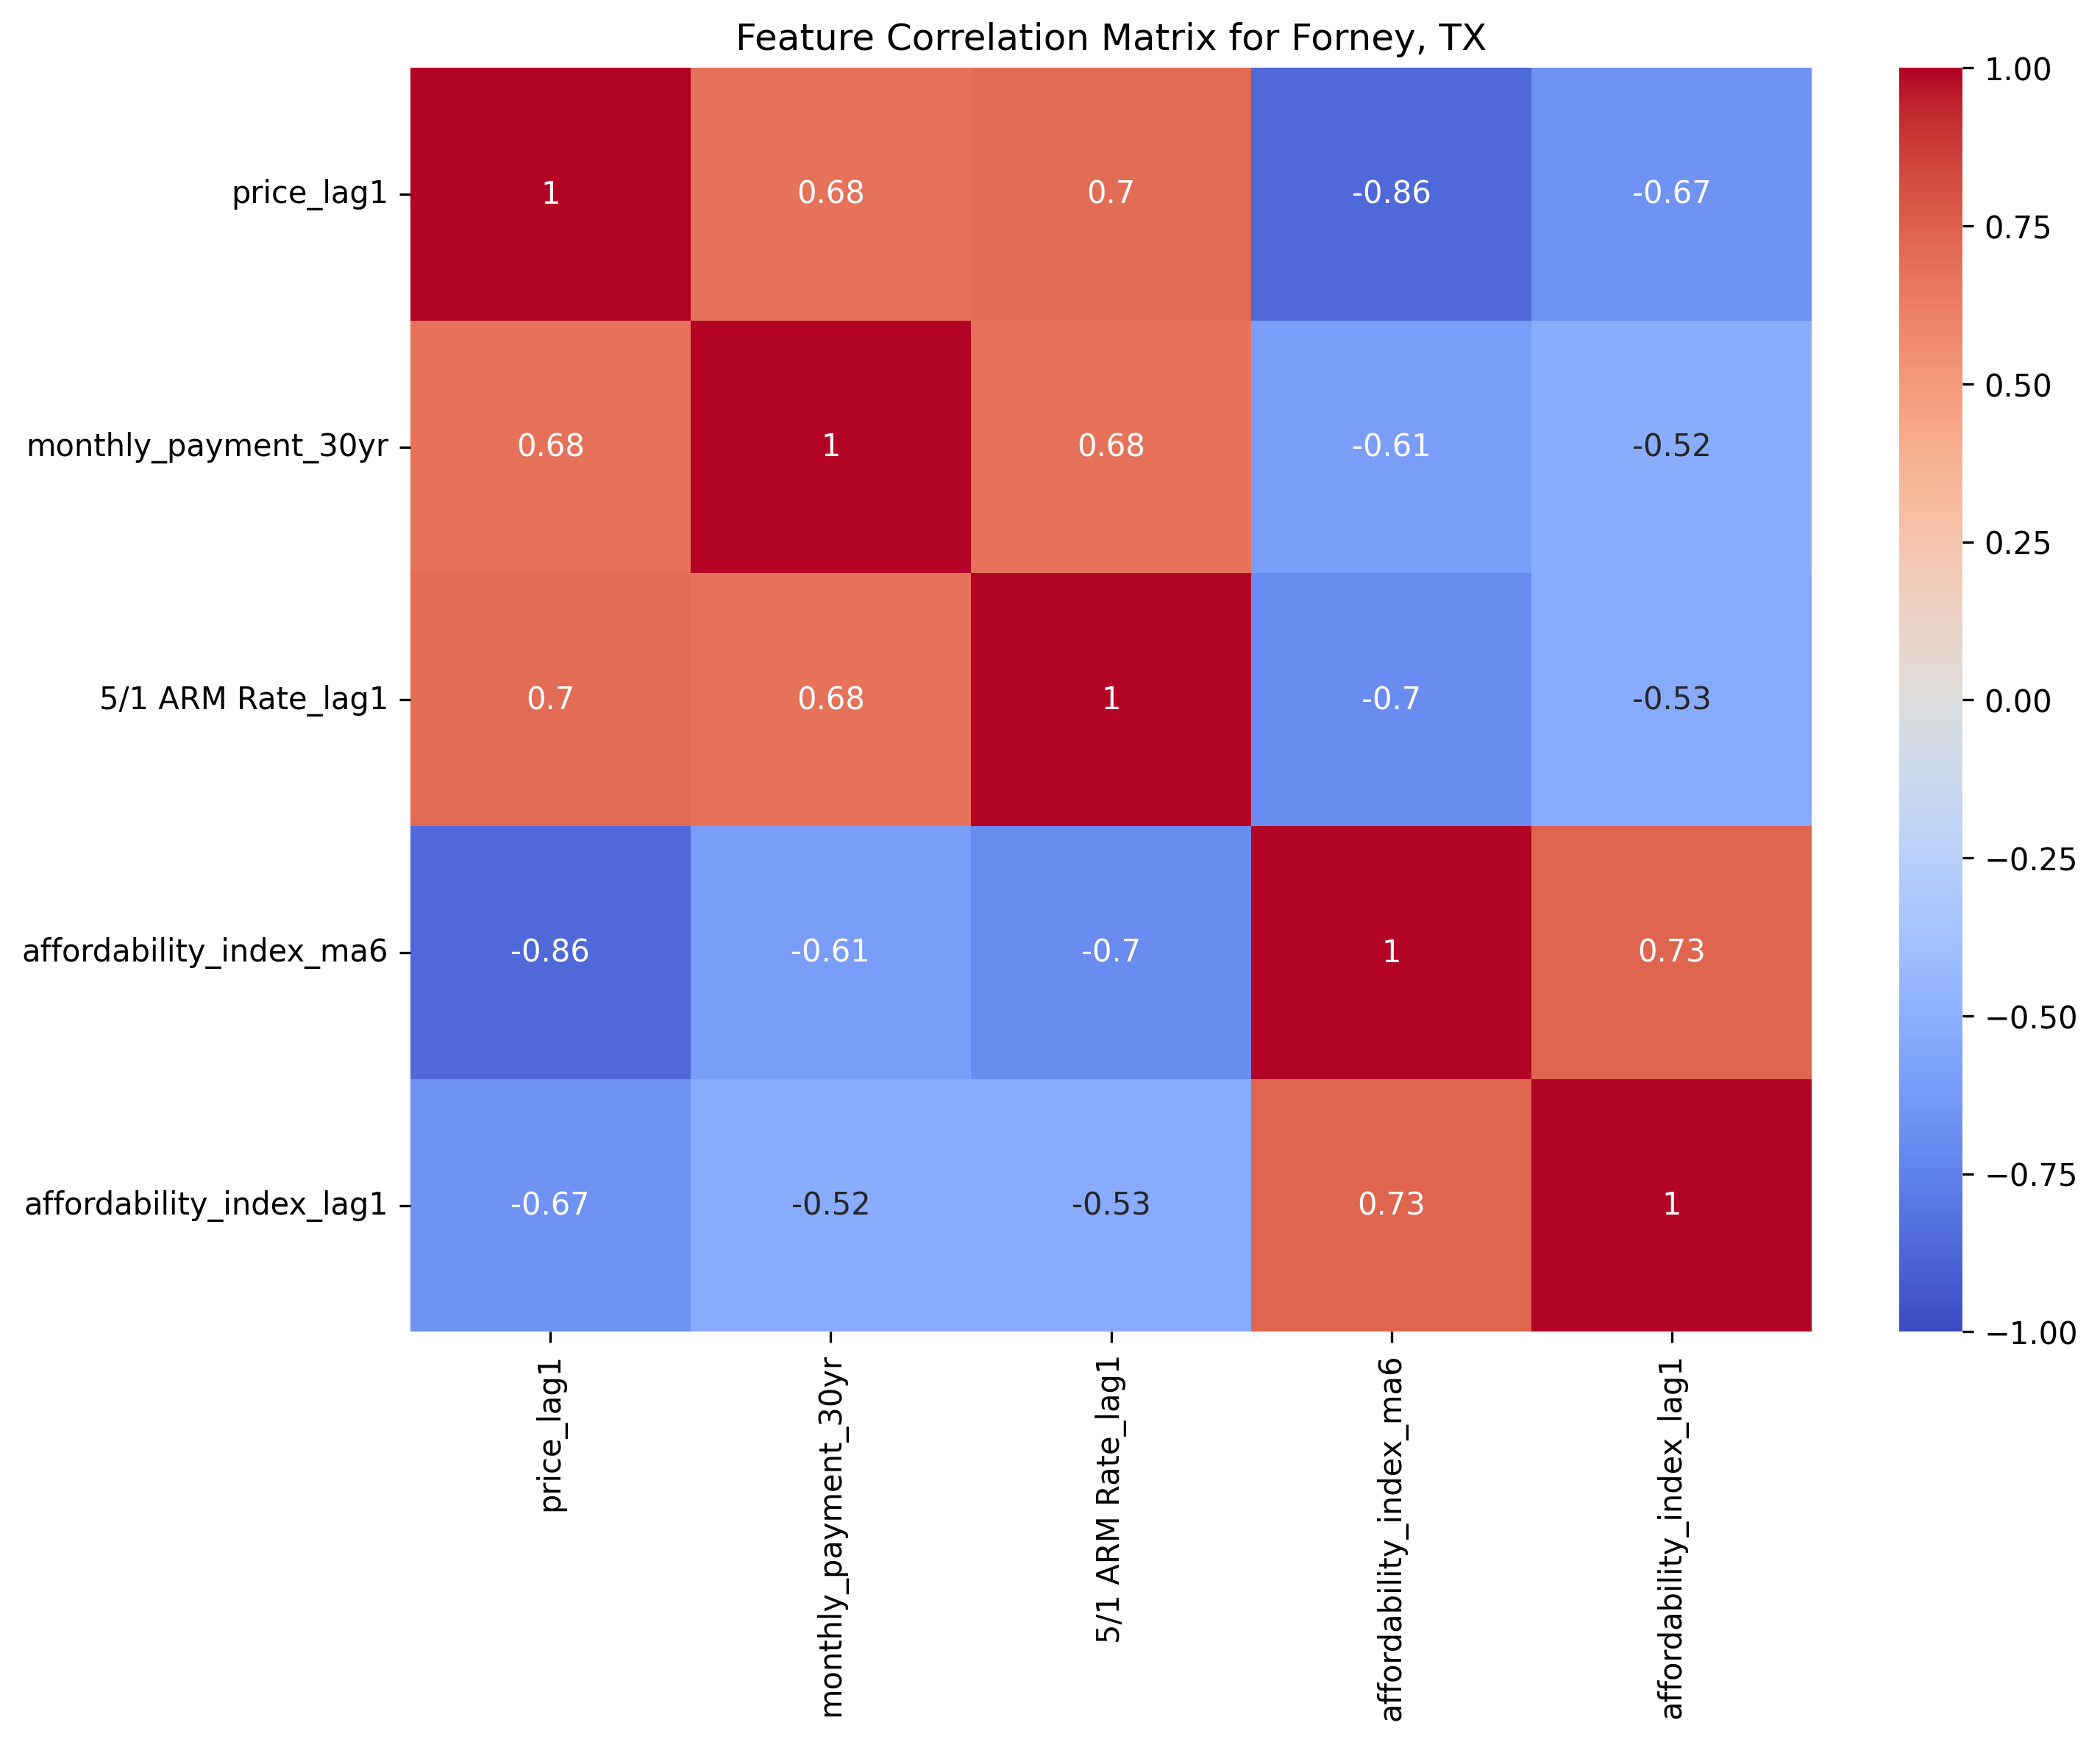 Feature Correlation Matrix for Forney, TX
price_lag1 1 0.68 0.7 -0.86 -0.67
monthly_payment_30yr 0.68 1 0.68 -0.61 -0.52
5/1 ARM Rate_lag1 0.7 0.68 1 -0.7 -0.53
affordability_index_ma6 -0.86 -0.61 -0.7 1 0.73
affordability_index_lag1 -0.67 -0.52 -0.53 0.73 1
price_lag1
monthly_payment_30yr
5/1 ARM Rate_lag1
affordability_index_ma6
affordability_index_lag1
1.00
0.75
0.50
0.25
0.00
−0.25
−0.50
−0.75
−1.00